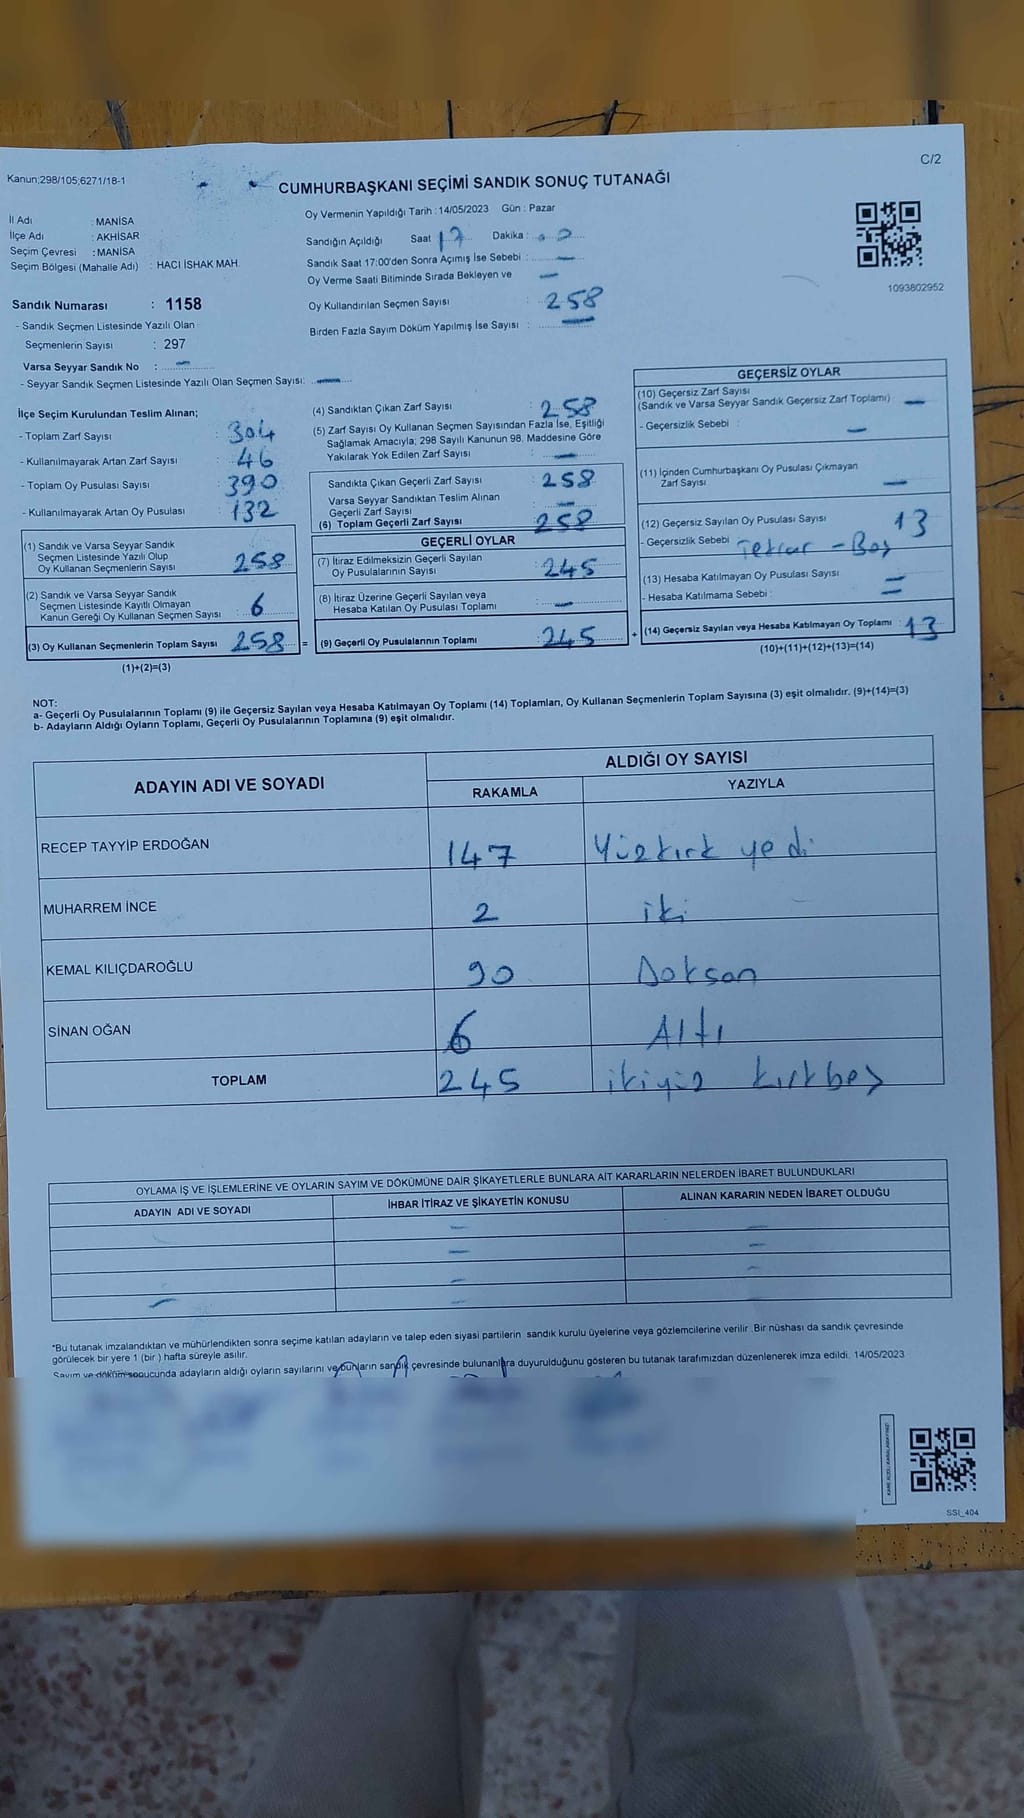 C/2
Kanun;298/105;6271/18-1
CUMHURBAŞKANI SEÇİMİ SANDIK SONUÇ TUTANAĞI
Oy Vermenin Yapıldığı Tarih : 14/05/2023 Gün : Pazar
İl Adı : MANİSA
İlçe Adı : AKHİSAR
Seçim Çevresi : MANİSA
Seçim Bölgesi (Mahalle Adı) : HACI İSHAK MAH.
Sandığın Açıldığı Saat 17 Dakika :
Sandık Saat 17:00'den Sonra Açımış İse Sebebi : —
Oy Verme Saati Bitiminde Sırada Bekleyen ve —
Oy Kullandırılan Seçmen Sayısı : 258
Birden Fazla Sayım Döküm Yapılmış İse Sayısı : —
1093802952
Sandık Numarası : 1158
- Sandık Seçmen Listesinde Yazılı Olan
Seçmenlerin Sayısı : 297
Varsa Seyyar Sandık No : —
- Seyyar Sandık Seçmen Listesinde Yazılı Olan Seçmen Sayısı: —
İlçe Seçim Kurulundan Teslim Alınan;
- Toplam Zarf Sayısı : 304
- Kullanılmayarak Artan Zarf Sayısı : 46
- Toplam Oy Pusulası Sayısı : 390
- Kullanılmayarak Artan Oy Pusulası : 132
(1) Sandık ve Varsa Seyyar Sandık
Seçmen Listesinde Yazılı Olup
Oy Kullanan Seçmenlerin Sayısı 258
(2) Sandık ve Varsa Seyyar Sandık
Seçmen Listesinde Kayıtlı Olmayan
Kanun Gereği Oy Kullanan Seçmen Sayısı 6
(3) Oy Kullanan Seçmenlerin Toplam Sayısı 258 =
(1)+(2)=(3)
(4) Sandıktan Çıkan Zarf Sayısı : 258
(5) Zarf Sayısı Oy Kullanan Seçmen Sayısından Fazla İse, Eşitliği
Sağlamak Amacıyla; 298 Sayılı Kanunun 98. Maddesine Göre
Yakılarak Yok Edilen Zarf Sayısı : —
Sandıkta Çıkan Geçerli Zarf Sayısı : 258
Varsa Seyyar Sandıktan Teslim Alınan
Geçerli Zarf Sayısı : —
(6) Toplam Geçerli Zarf Sayısı 258
GEÇERLİ OYLAR
(7) İtiraz Edilmeksizin Geçerli Sayılan
Oy Pusulalarının Sayısı : 245
(8) İtiraz Üzerine Geçerli Sayılan veya
Hesaba Katılan Oy Pusulası Toplamı : —
(9) Geçerli Oy Pusulalarının Toplamı : 245 +
GEÇERSİZ OYLAR
(10) Geçersiz Zarf Sayısı
(Sandık ve Varsa Seyyar Sandık Geçersiz Zarf Toplamı) —
- Geçersizlik Sebebi : —
(11) İçinden Cumhurbaşkanı Oy Pusulası Çıkmayan
Zarf Sayısı —
(12) Geçersiz Sayılan Oy Pusulası Sayısı : 13
- Geçersizlik Sebebi Tekrar - Boş
(13) Hesaba Katılmayan Oy Pusulası Sayısı : —
- Hesaba Katılmama Sebebi : —
(14) Geçersiz Sayılan veya Hesaba Katılmayan Oy Toplamı : 13
(10)+(11)+(12)+(13)=(14)
NOT:
a- Geçerli Oy Pusulalarının Toplamı (9) ile Geçersiz Sayılan veya Hesaba Katılmayan Oy Toplamı (14) Toplamları, Oy Kullanan Seçmenlerin Toplam Sayısına (3) eşit olmalıdır. (9)+(14)=(3)
b- Adayların Aldığı Oyların Toplamı, Geçerli Oy Pusulalarının Toplamına (9) eşit olmalıdır.
ADAYIN ADI VE SOYADI ALDIĞI OY SAYISI
RAKAMLA YAZIYLA
RECEP TAYYİP ERDOĞAN 147 Yüzkırk yedi
MUHARREM İNCE 2 iki
KEMAL KILIÇDAROĞLU 90 Doksan
SİNAN OĞAN 6 Altı
TOPLAM 245 ikiyüz kırkbeş
OYLAMA İŞ VE İŞLEMLERİNE VE OYLARIN SAYIM VE DÖKÜMÜNE DAİR ŞİKAYETLERLE BUNLARA AİT KARARLARIN NELERDEN İBARET BULUNDUKLARI
ADAYIN ADI VE SOYADI İHBAR İTİRAZ VE ŞİKAYETİN KONUSU ALINAN KARARIN NEDEN İBARET OLDUĞU
*Bu tutanak imzalandıktan ve mühürlendikten sonra seçime katılan adayların ve talep eden siyasi partilerin sandık kurulu üyelerine veya gözlemcilerine verilir .Bir nüshası da sandık çevresinde
görülecek bir yere 1 (bir ) hafta süreyle asılır.
Sayım ve döküm sonucunda adayların aldığı oyların sayılarını ve bunların sandık çevresinde bulunanlara duyurulduğunu gösteren bu tutanak tarafımızdan düzenlenerek imza edildi. 14/05/2023
SSİ_404